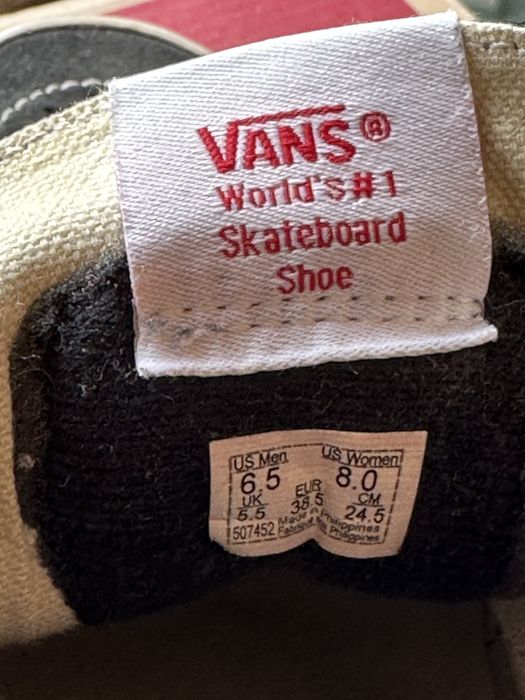 VANS®
World's #1
Skateboard
Shoe
US Men US Women
6.5 8.0
UK EUR CM
5.5 38.5 24.5
507452 Made in Philippines
Philippines